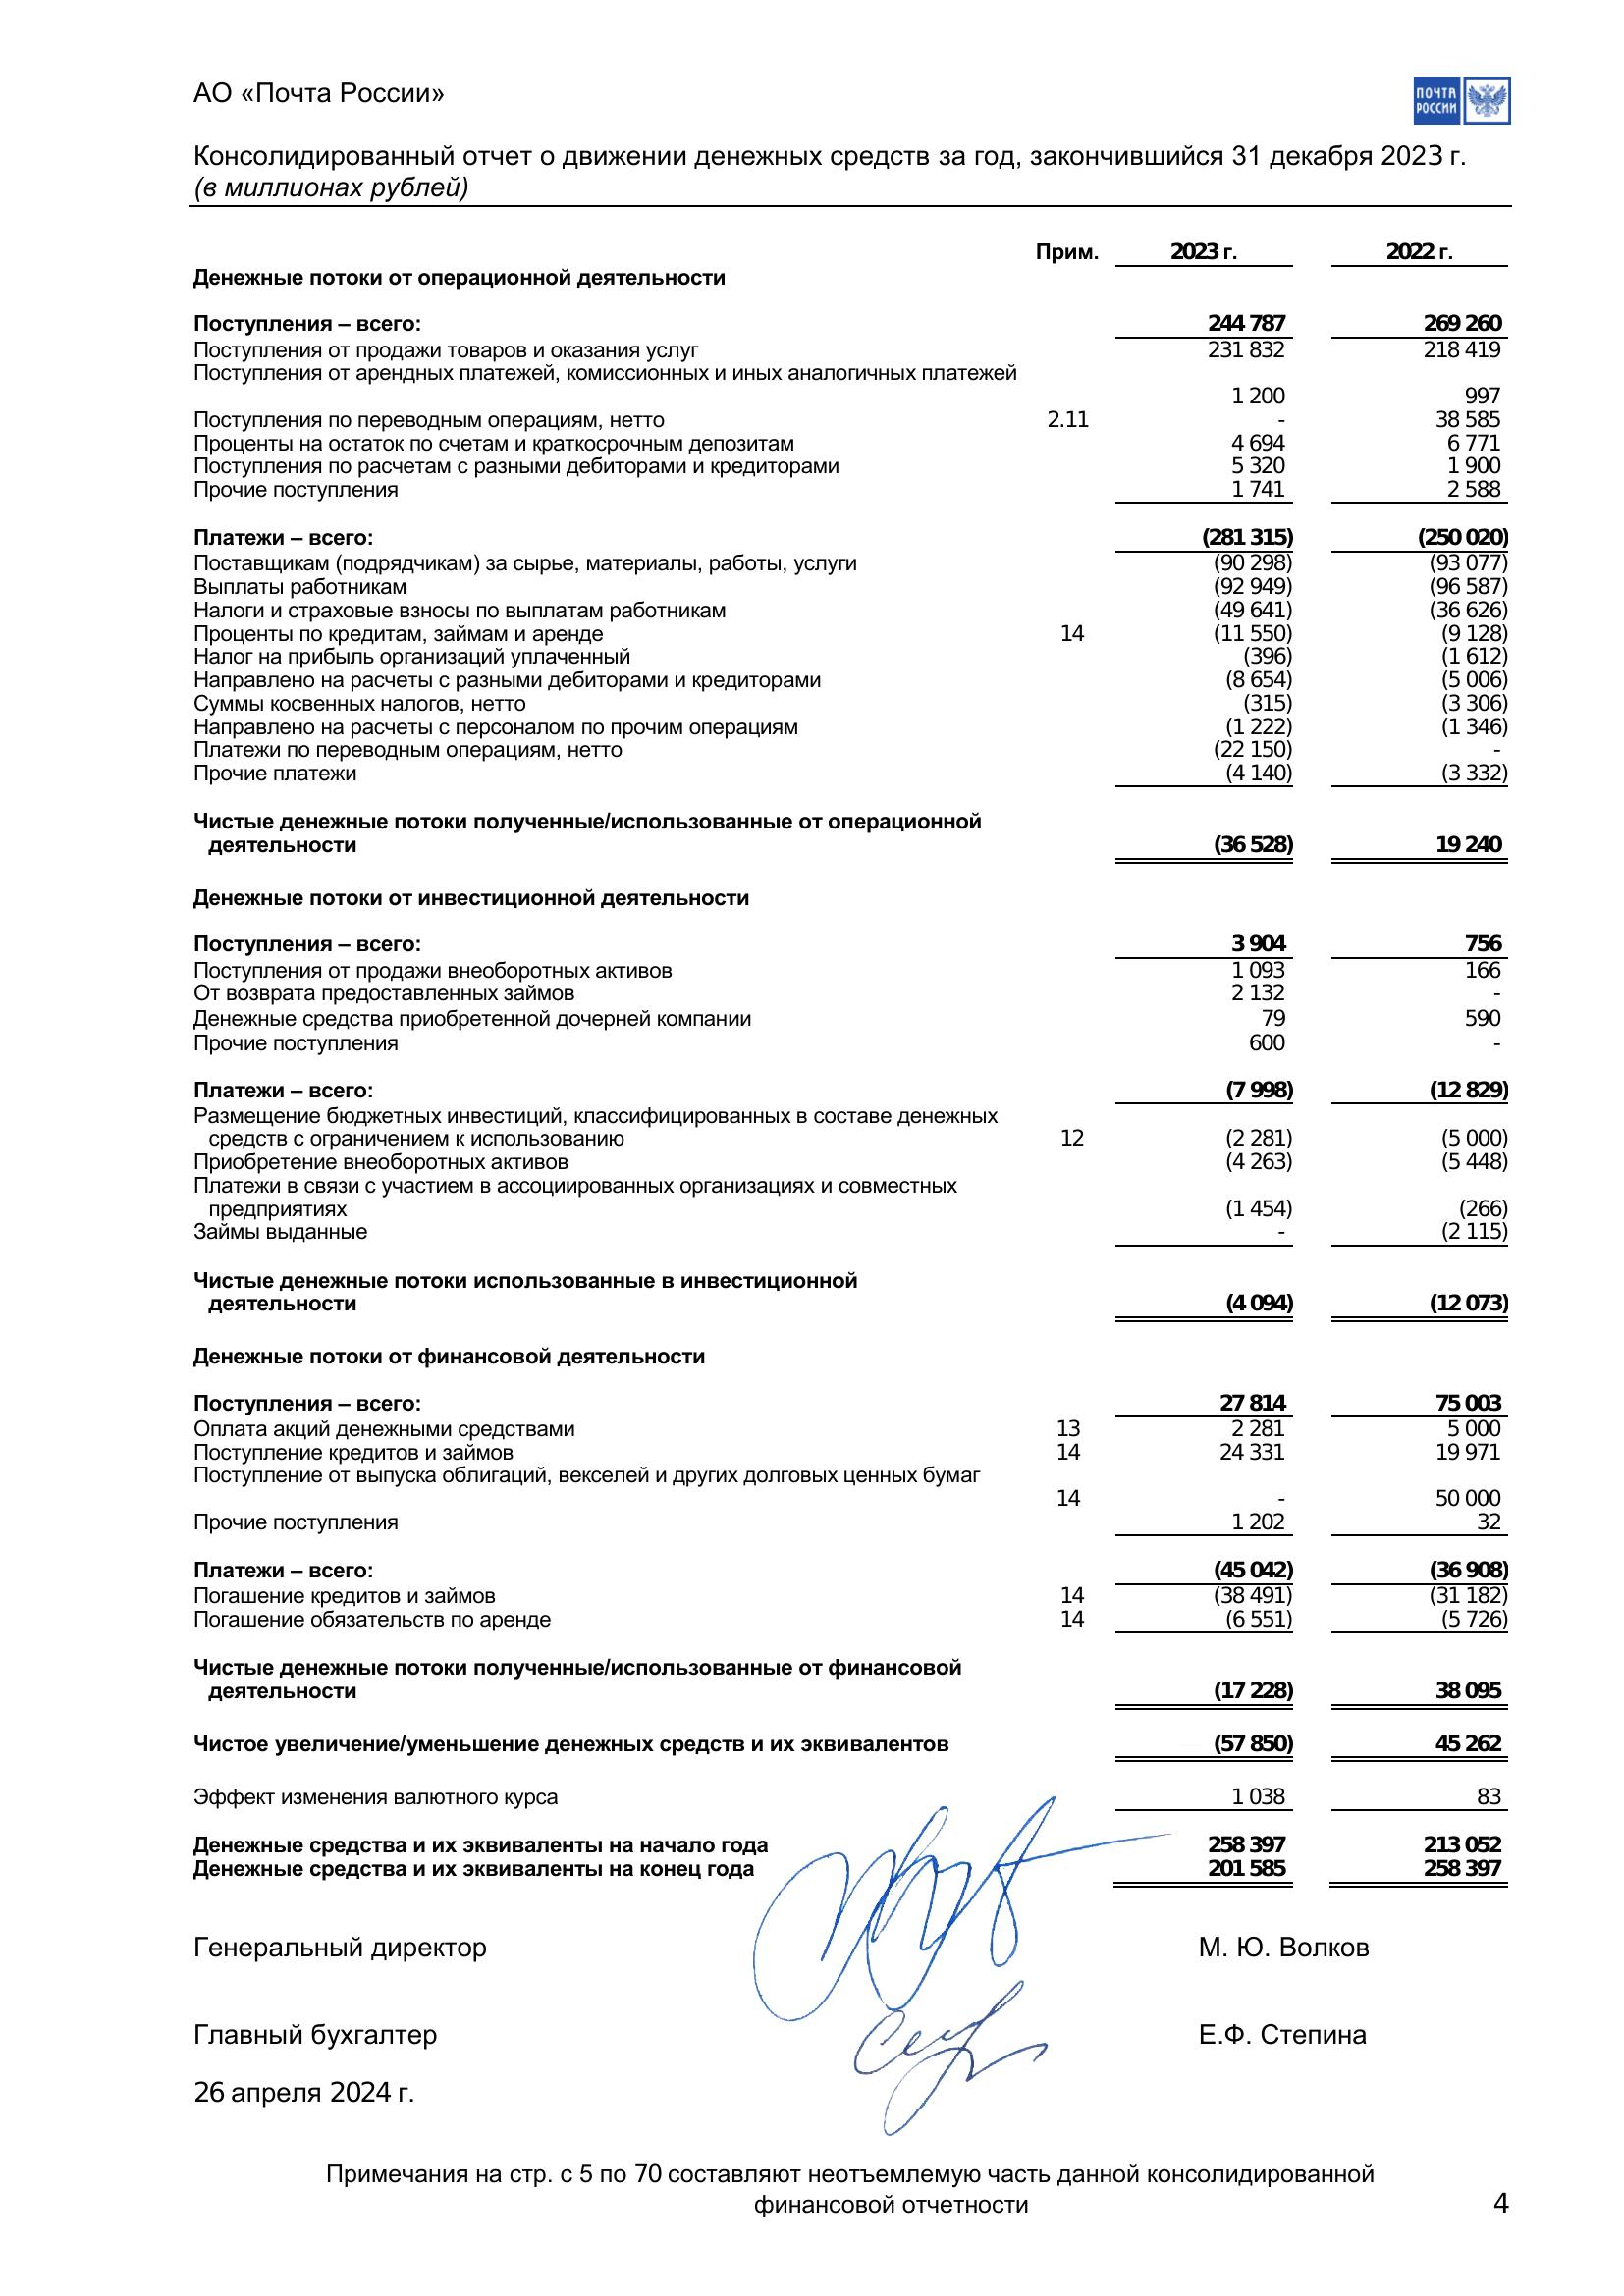 АО «Почта России»
ПОЧТА
РОССИИ
Консолидированный отчет о движении денежных средств за год, закончившийся 31 декабря 2023 г.
(в миллионах рублей)
Прим. 2023 г. 2022 г.
Денежные потоки от операционной деятельности
Поступления – всего: 244 787 269 260
Поступления от продажи товаров и оказания услуг 231 832 218 419
Поступления от арендных платежей, комиссионных и иных аналогичных платежей
1 200 997
Поступления по переводным операциям, нетто 2.11 - 38 585
Проценты на остаток по счетам и краткосрочным депозитам 4 694 6 771
Поступления по расчетам с разными дебиторами и кредиторами 5 320 1 900
Прочие поступления 1 741 2 588
Платежи – всего: (281 315) (250 020)
Поставщикам (подрядчикам) за сырье, материалы, работы, услуги (90 298) (93 077)
Выплаты работникам (92 949) (96 587)
Налоги и страховые взносы по выплатам работникам (49 641) (36 626)
Проценты по кредитам, займам и аренде 14 (11 550) (9 128)
Налог на прибыль организаций уплаченный (396) (1 612)
Направлено на расчеты с разными дебиторами и кредиторами (8 654) (5 006)
Суммы косвенных налогов, нетто (315) (3 306)
Направлено на расчеты с персоналом по прочим операциям (1 222) (1 346)
Платежи по переводным операциям, нетто (22 150) -
Прочие платежи (4 140) (3 332)
Чистые денежные потоки полученные/использованные от операционной
деятельности (36 528) 19 240
Денежные потоки от инвестиционной деятельности
Поступления – всего: 3 904 756
Поступления от продажи внеоборотных активов 1 093 166
От возврата предоставленных займов 2 132 -
Денежные средства приобретенной дочерней компании 79 590
Прочие поступления 600 -
Платежи – всего: (7 998) (12 829)
Размещение бюджетных инвестиций, классифицированных в составе денежных
средств с ограничением к использованию 12 (2 281) (5 000)
Приобретение внеоборотных активов (4 263) (5 448)
Платежи в связи с участием в ассоциированных организациях и совместных
предприятиях (1 454) (266)
Займы выданные - (2 115)
Чистые денежные потоки использованные в инвестиционной
деятельности (4 094) (12 073)
Денежные потоки от финансовой деятельности
Поступления – всего: 27 814 75 003
Оплата акций денежными средствами 13 2 281 5 000
Поступление кредитов и займов 14 24 331 19 971
Поступление от выпуска облигаций, векселей и других долговых ценных бумаг
14 - 50 000
Прочие поступления 1 202 32
Платежи – всего: (45 042) (36 908)
Погашение кредитов и займов 14 (38 491) (31 182)
Погашение обязательств по аренде 14 (6 551) (5 726)
Чистые денежные потоки полученные/использованные от финансовой
деятельности (17 228) 38 095
Чистое увеличение/уменьшение денежных средств и их эквивалентов (57 850) 45 262
Эффект изменения валютного курса 1 038 83
Денежные средства и их эквиваленты на начало года 258 397 213 052
Денежные средства и их эквиваленты на конец года 201 585 258 397
Генеральный директор М. Ю. Волков
Главный бухгалтер Е.Ф. Степина
26 апреля 2024 г.
Примечания на стр. с 5 по 70 составляют неотъемлемую часть данной консолидированной
финансовой отчетности 4